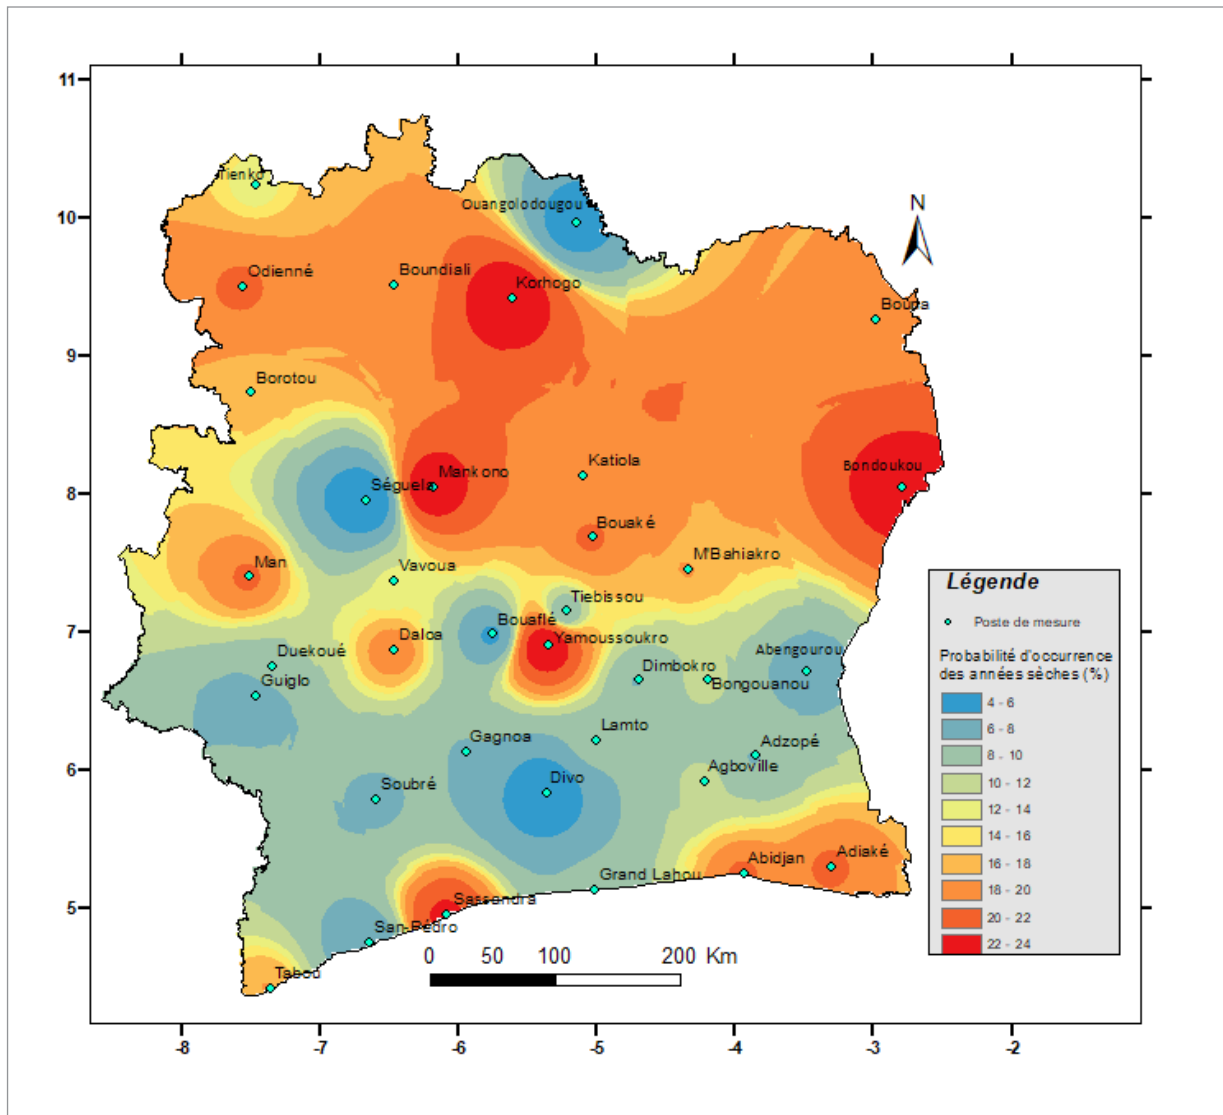 11
10
9
8
7
6
5
-8
-7
-6
-5
-4
-3
-2
N
Tienko
Ouangolodougou
Odienné
Boundiali
Korhogo
Bouna
Borotou
Séguela
Mankono
Katiola
Bondoukou
Bouaké
Man
Vavoua
M'Bahiakro
Tiebissou
Bouaflé
Daloa
Yamoussoukro
Duekoué
Dimbokro
Abengourou
Guiglo
Bongouanou
Gagnoa
Lamto
Adzopé
Soubré
Divo
Agboville
Abidjan
Adiaké
Grand Lahou
Sassandra
San-Pédro
Tabou
0 50 100 200 Km
Légende
Poste de mesure
Probabilité d'occurrence
des années sèches (%)
4 - 6
6 - 8
8 - 10
10 - 12
12 - 14
14 - 16
16 - 18
18 - 20
20 - 22
22 - 24